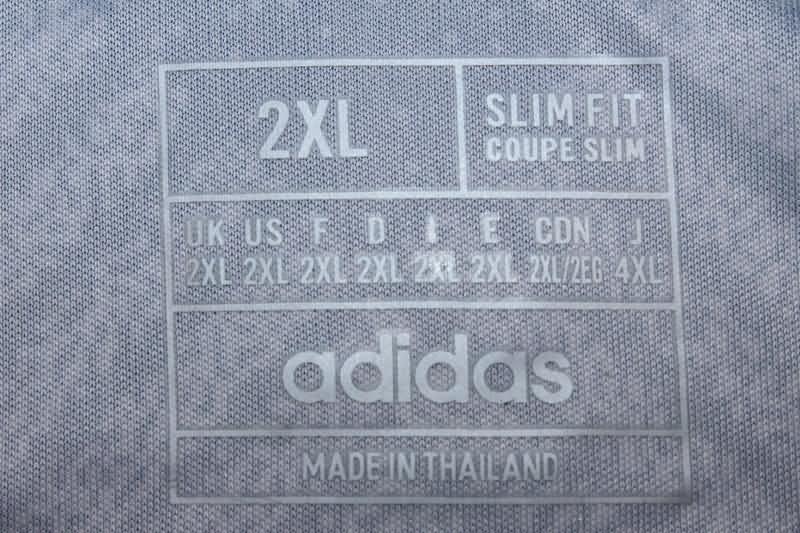 2XL
SLIM FIT
COUPE SLIM
UK US F D I E CDN J
2XL 2XL 2XL 2XL 2XL 2XL 2XL/2EG 4XL
adidas
MADE IN THAILAND